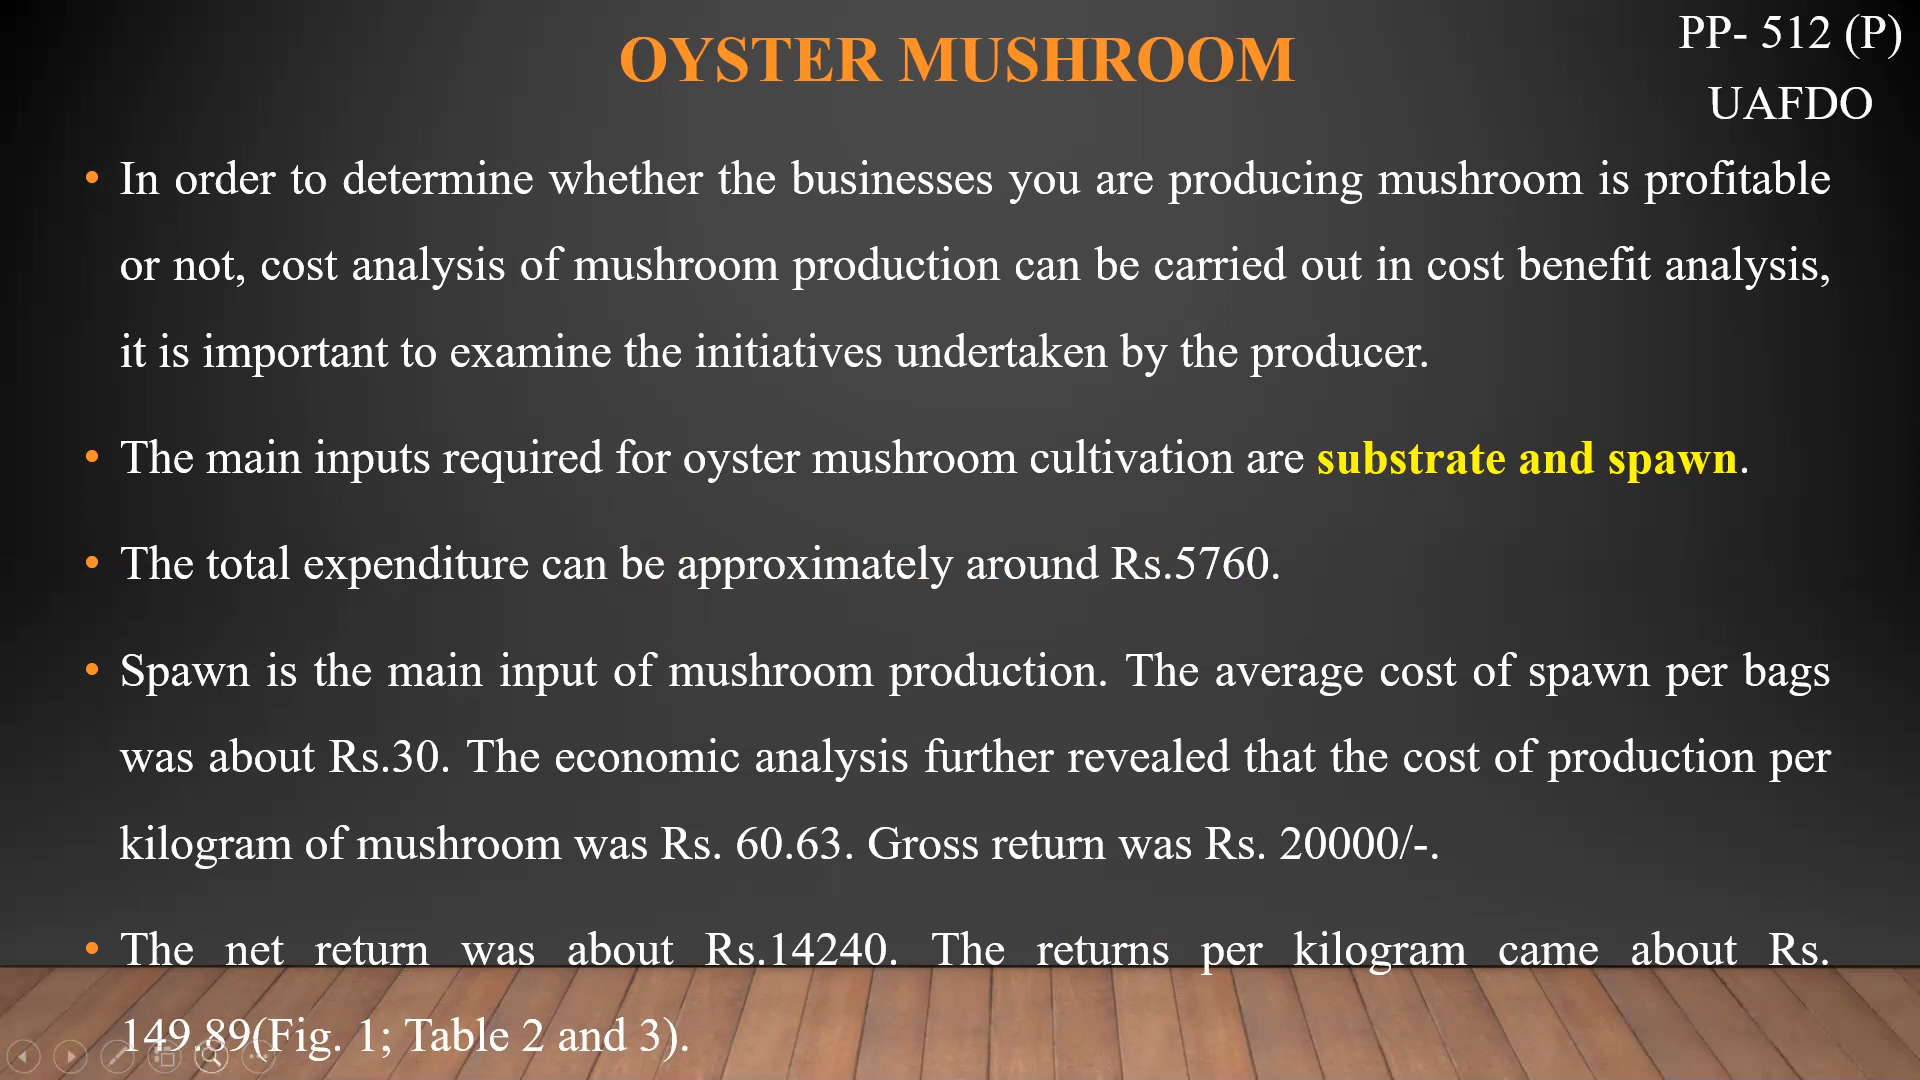 OYSTER MUSHROOM
PP- 512 (P)
UAFDO
• In order to determine whether the businesses you are producing mushroom is profitable
or not, cost analysis of mushroom production can be carried out in cost benefit analysis,
it is important to examine the initiatives undertaken by the producer.
• The main inputs required for oyster mushroom cultivation are substrate and spawn.
• The total expenditure can be approximately around Rs.5760.
• Spawn is the main input of mushroom production. The average cost of spawn per bags
was about Rs.30. The economic analysis further revealed that the cost of production per
kilogram of mushroom was Rs. 60.63. Gross return was Rs. 20000/-.
• The net return was about Rs.14240. The returns per kilogram came about Rs.
149.89(Fig. 1; Table 2 and 3).